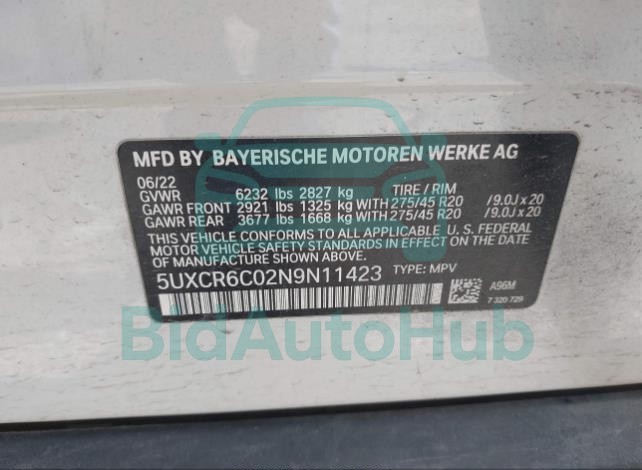 MFD BY BAYERISCHE MOTOREN WERKE AG
06/22
GVWR 6232 lbs 2827 kg TIRE / RIM
GAWR FRONT 2921 lbs 1325 kg WITH 275/45 R20 /9.0J x 20
GAWR REAR 3677 lbs 1668 kg WITH 275/45 R20 /9.0J x 20
THIS VEHICLE CONFORMS TO ALL APPLICABLE U. S. FEDERAL
MOTOR VEHICLE SAFETY STANDARDS IN EFFECT ON THE DATE
OF MANUFACTURE SHOWN ABOVE.
5UXCR6C02N9N11423 TYPE: MPV
A96M
7 320 729
BidAutoHub